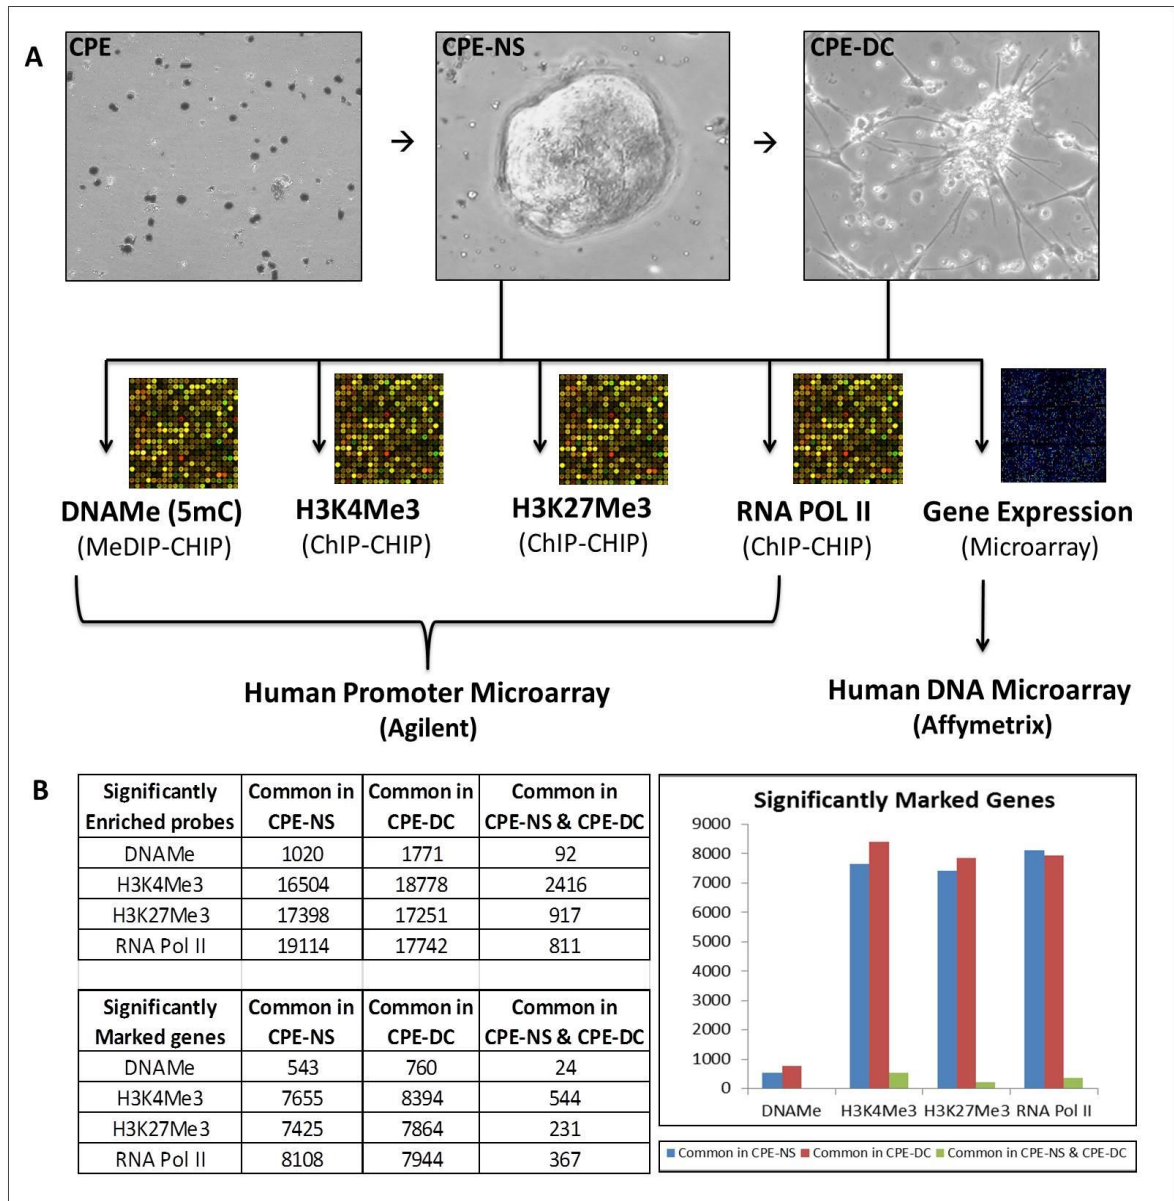 A
CPE
CPE-NS
CPE-DC
→
→
DNAMe (5mC)
(MeDIP-CHIP)
H3K4Me3
(ChIP-CHIP)
H3K27Me3
(ChIP-CHIP)
RNA POL II
(ChIP-CHIP)
Gene Expression
(Microarray)
Human Promoter Microarray
(Agilent)
Human DNA Microarray
(Affymetrix)
B
Significantly Enriched probes Common in CPE-NS Common in CPE-DC Common in CPE-NS & CPE-DC
DNAMe 1020 1771 92
H3K4Me3 16504 18778 2416
H3K27Me3 17398 17251 917
RNA Pol II 19114 17742 811
Significantly Marked genes Common in CPE-NS Common in CPE-DC Common in CPE-NS & CPE-DC
DNAMe 543 760 24
H3K4Me3 7655 8394 544
H3K27Me3 7425 7864 231
RNA Pol II 8108 7944 367
Significantly Marked Genes
9000
8000
7000
6000
5000
4000
3000
2000
1000
0
DNAMe H3K4Me3 H3K27Me3 RNA Pol II
Common in CPE-NS Common in CPE-DC Common in CPE-NS & CPE-DC